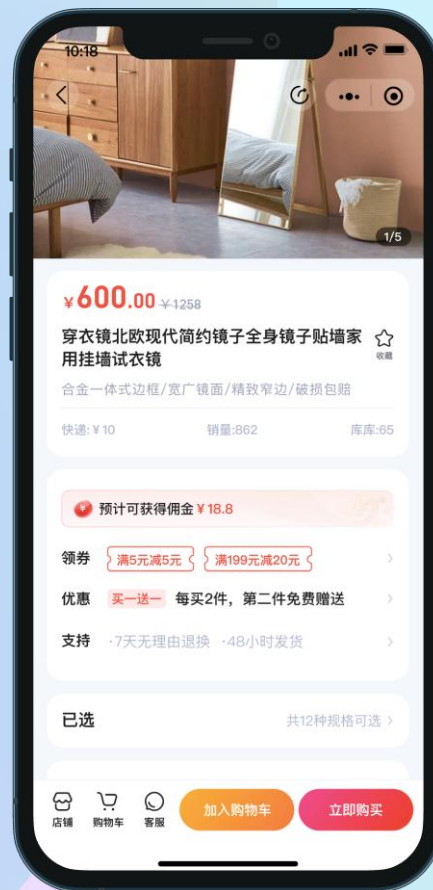 10:18
1/5
¥600.00 ¥1258
穿衣镜北欧现代简约镜子全身镜子贴墙家
用挂墙试衣镜
收藏
合金一体式边框/宽广镜面/精致窄边/破损包赔
快递:¥10 销量:862 库库:65
¥ 预计可获得佣金¥18.8
领券 满5元减5元 满199元减20元
优惠 买一送一 每买2件，第二件免费赠送
支持 ·7天无理由退换 ·48小时发货
已选 共12种规格可选
店铺 购物车 客服 加入购物车 立即购买